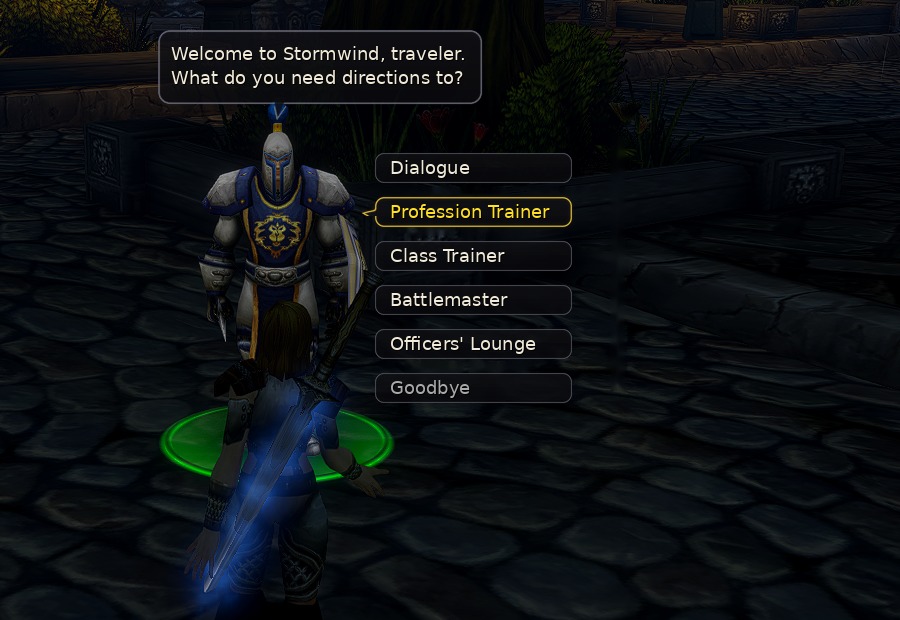 Welcome to Stormwind, traveler.
What do you need directions to?
Dialogue
Profession Trainer
Class Trainer
Battlemaster
Officers' Lounge
Goodbye